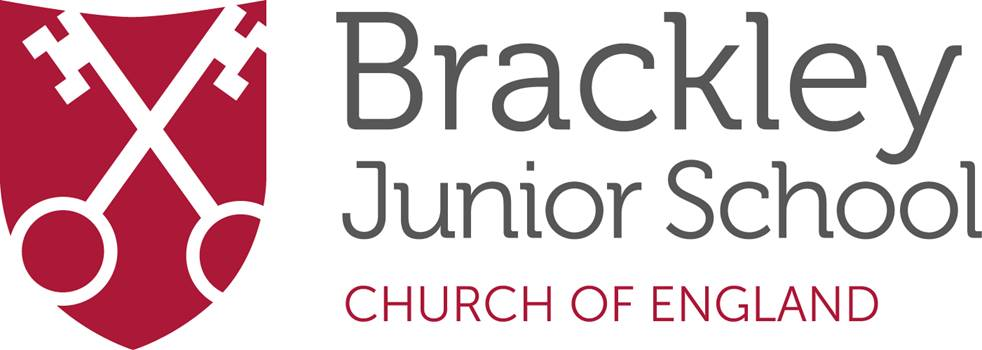 Brackley
Junior School
CHURCH OF ENGLAND